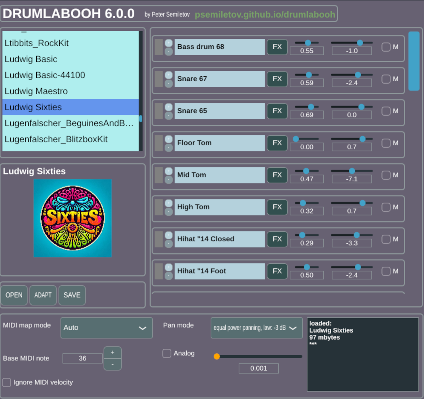 DRUMLABOOH 6.0.0 by Peter Semiletov psemiletov.github.io/drumlabooh
Ltibbits_RockKit
Ludwig Basic
Ludwig Basic-44100
Ludwig Maestro
Ludwig Sixties
Lugenfalscher_BeguinesAndB...
Lugenfalscher_BlitzboxKit
Ludwig Sixties
SIXTIES
OPEN ADAPT SAVE
Bass drum 68 FX 0.55 -1.0 M
Snare 67 FX 0.59 -2.4 M
Snare 65 FX 0.69 0.0 M
Floor Tom FX 0.00 0.7 M
Mid Tom FX 0.47 -7.1 M
High Tom FX 0.32 0.7 M
Hihat "14 Closed FX 0.29 -3.3 M
Hihat "14 Foot FX 0.50 -2.4 M
MIDI map mode Auto
Base MIDI note 36 + -
Ignore MIDI velocity
Pan mode equal power panning, law: -3 dB
Analog
0.001
loaded:
Ludwig Sixties
97 mbytes
***